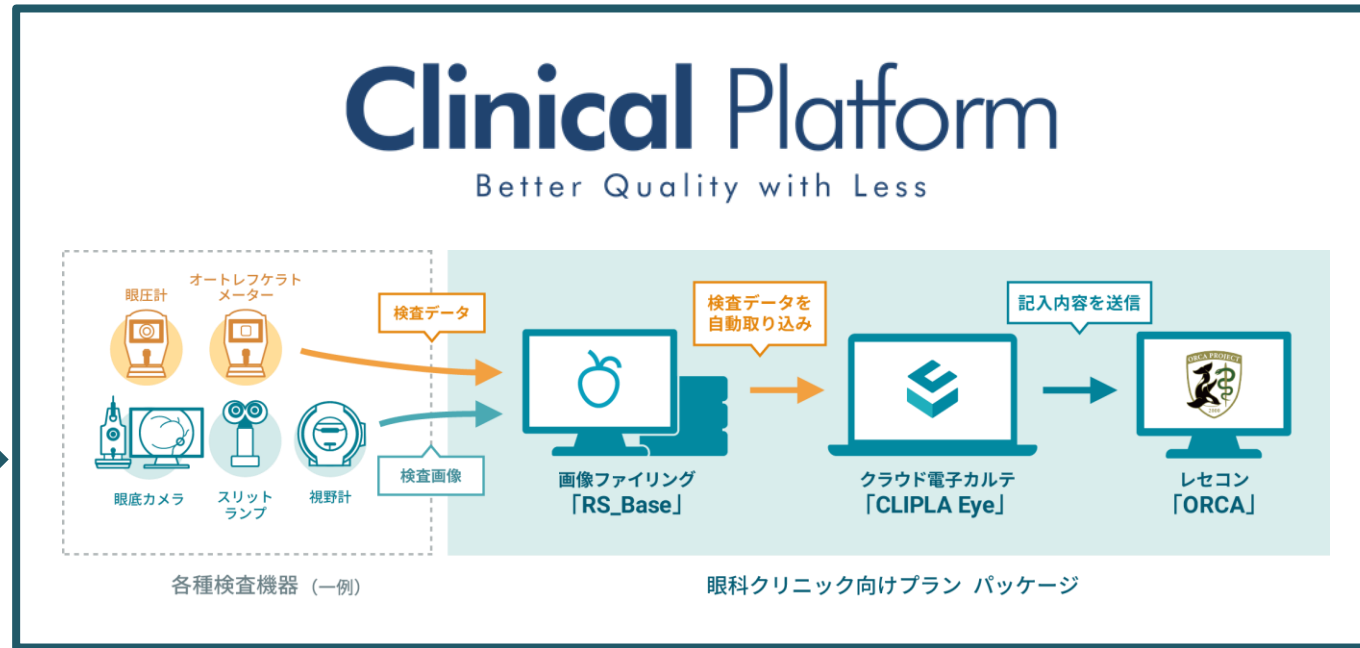 Clinical Platform
Better Quality with Less
眼圧計
オートレフケラト
メーター
検査データ
検査データを
自動取り込み
記入内容を送信
ORCA PROJECT
眼底カメラ
スリット
ランプ
視野計
検査画像
画像ファイリング
「RS_Base」
クラウド電子カルテ
「CLIPLA Eye」
レセコン
「ORCA」
各種検査機器（一例）
眼科クリニック向けプラン パッケージ